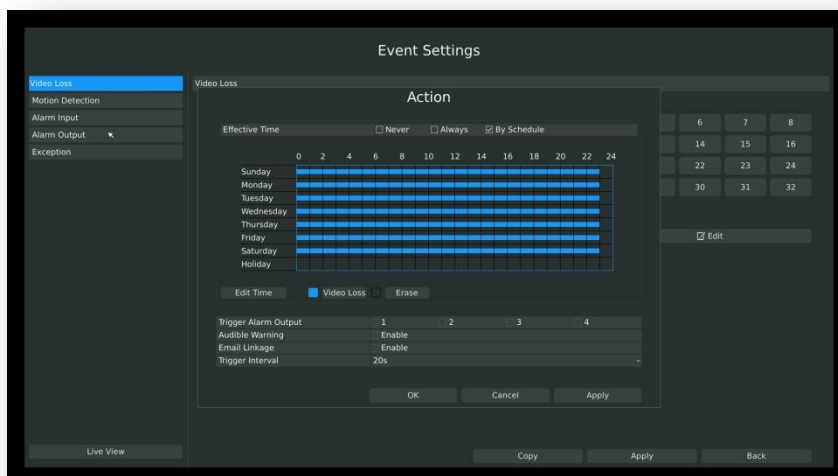 Event Settings
Video Loss
Motion Detection
Alarm Input
Alarm Output
Exception
Video Loss
Action
Effective Time Never Always By Schedule
0 2 4 6 8 10 12 14 16 18 20 22 24
Sunday
Monday
Tuesday
Wednesday
Thursday
Friday
Saturday
Holiday
Edit Time Video Loss Erase
Trigger Alarm Output 1 2 3 4
Audible Warning Enable
Email Linkage Enable
Trigger Interval 20s
OK Cancel Apply
6 7 8
14 15 16
22 23 24
30 31 32
Edit
Live View
Copy Apply Back